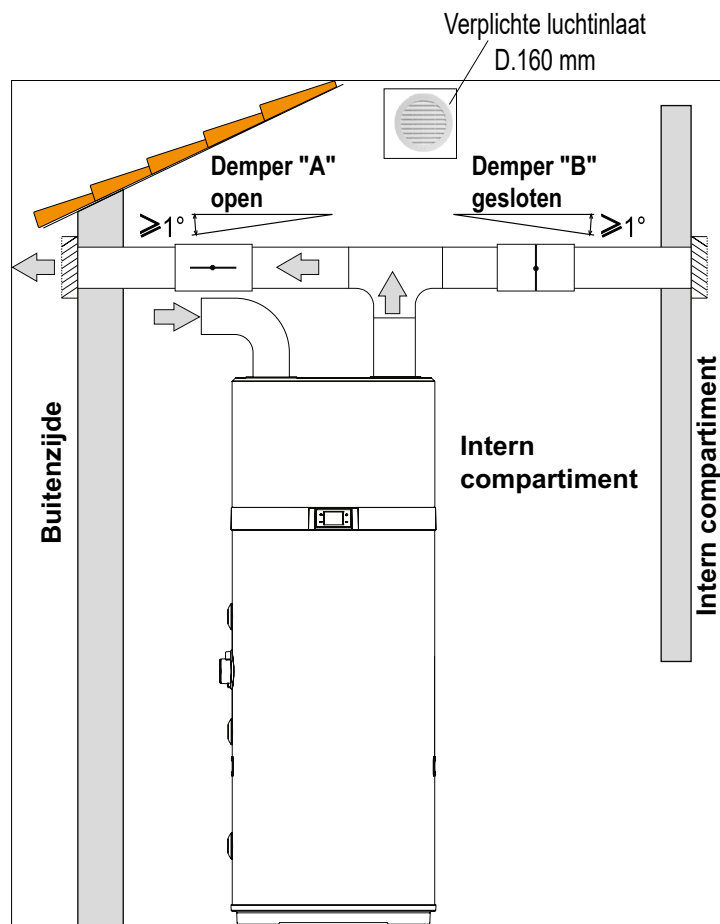 Verplichte luchtinlaat
D.160 mm
Demper "A"
open
Demper "B"
gesloten
⩾1°
⩾1°
Buitenzijde
Intern
compartiment
Intern compartiment